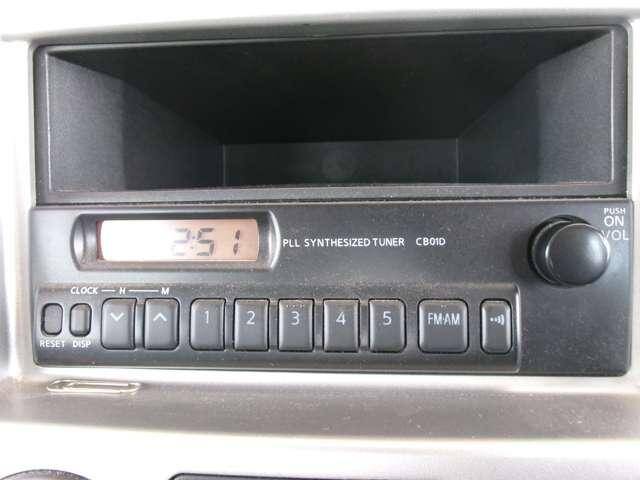 PUSH
ON
VOL
2:51
PLL SYNTHESIZED TUNER CB01D
CLOCK H M
RESET DISP
1 2 3 4 5 FM·AM